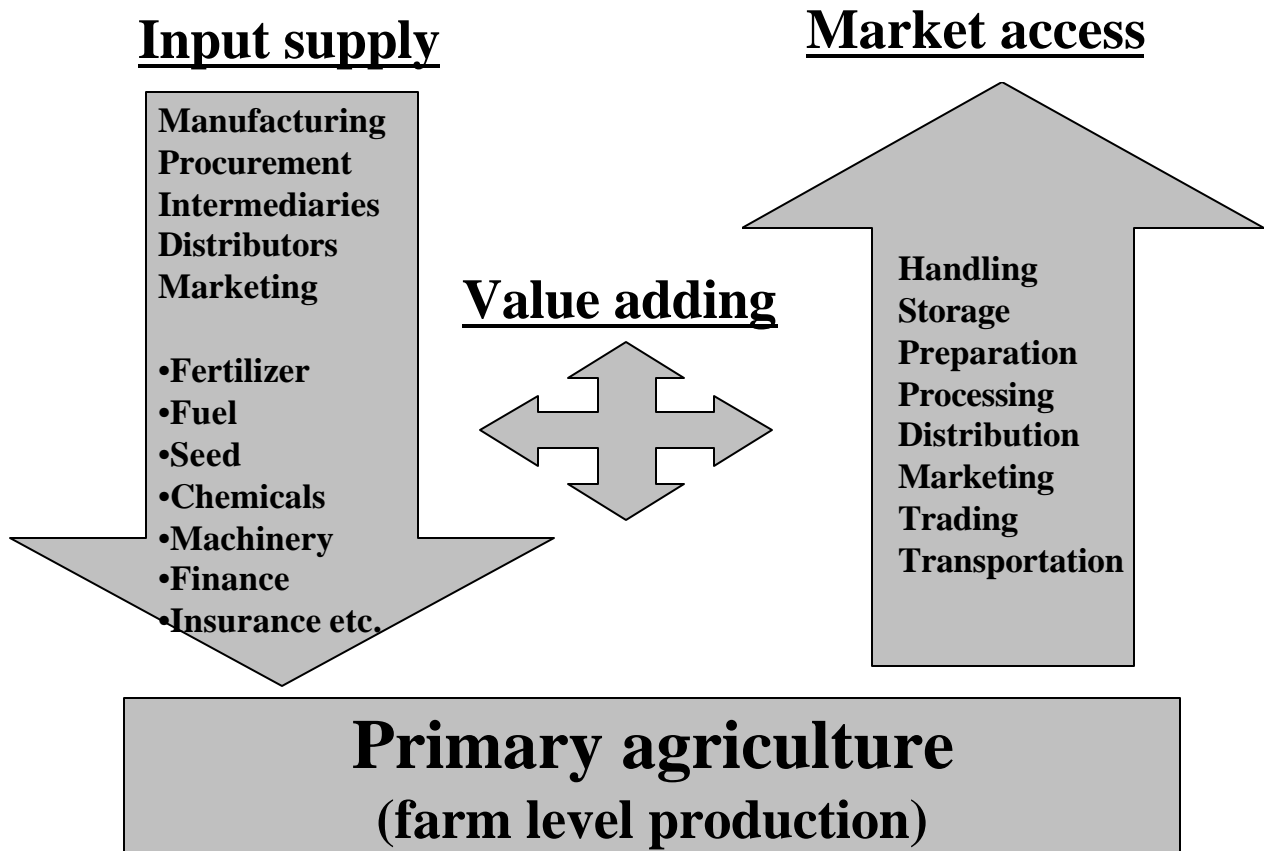 Input supply
Manufacturing
Procurement
Intermediaries
Distributors
Marketing
•Fertilizer
•Fuel
•Seed
•Chemicals
•Machinery
•Finance
•Insurance etc.
Value adding
Market access
Handling
Storage
Preparation
Processing
Distribution
Marketing
Trading
Transportation
Primary agriculture
(farm level production)